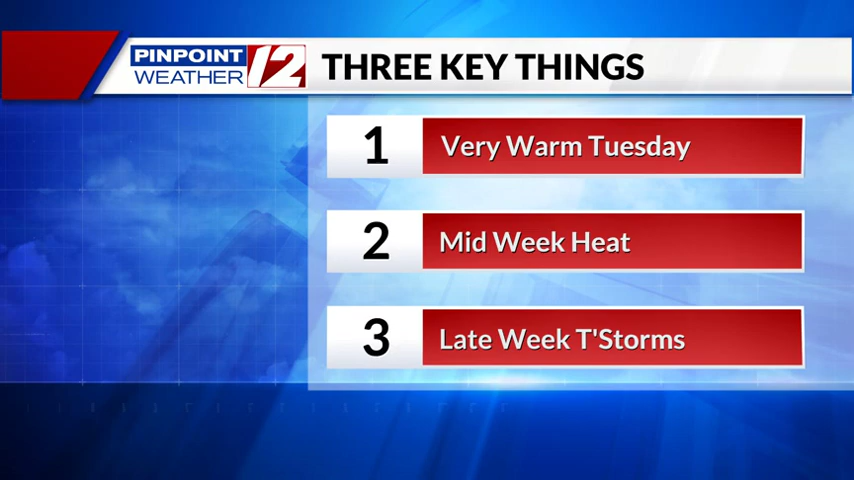 PINPOINT
WEATHER 12
THREE KEY THINGS
1 Very Warm Tuesday
2 Mid Week Heat
3 Late Week T'Storms